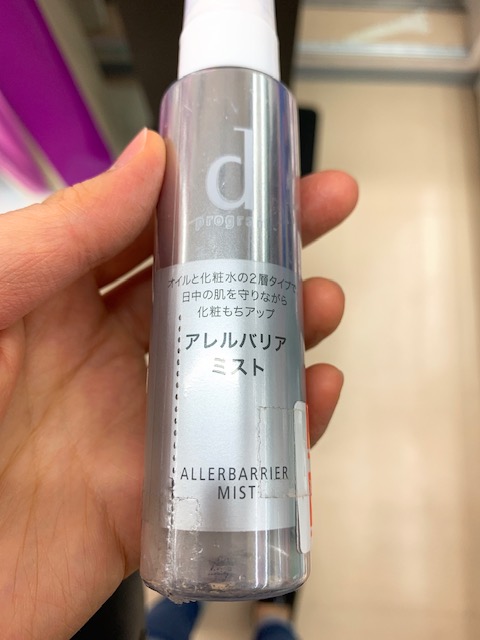 d
program
オイルと化粧水の2層タイプで
日中の肌を守りながら
化粧もちアップ
アレルバリア
ミスト
ALLERBARRIER
MIST